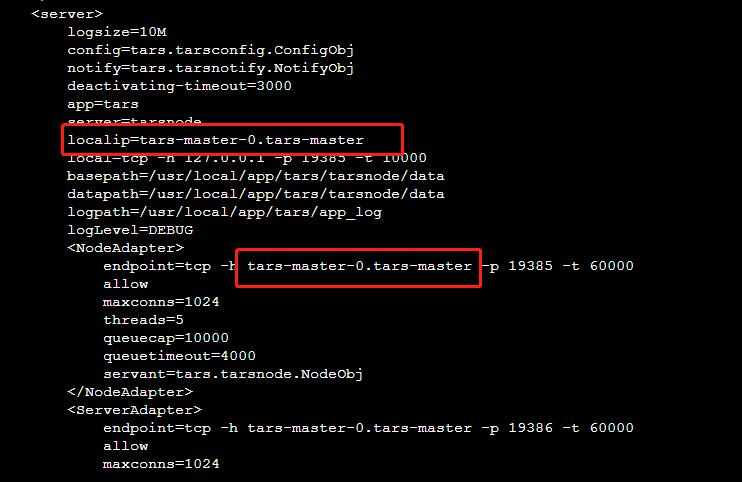 <server>
logsize=10M
config=tars.tarsconfig.ConfigObj
notify=tars.tarsnotify.NotifyObj
deactivating-timeout=3000
app=tars
server=tarsnode
localip=tars-master-0.tars-master
local=tcp -h 127.0.0.1 -p 19385 -t 10000
basepath=/usr/local/app/tars/tarsnode/data
datapath=/usr/local/app/tars/tarsnode/data
logpath=/usr/local/app/tars/app_log
logLevel=DEBUG
<NodeAdapter>
endpoint=tcp -h tars-master-0.tars-master -p 19385 -t 60000
allow
maxconns=1024
threads=5
queuecap=10000
queuetimeout=4000
servant=tars.tarsnode.NodeObj
</NodeAdapter>
<ServerAdapter>
endpoint=tcp -h tars-master-0.tars-master -p 19386 -t 60000
allow
maxconns=1024